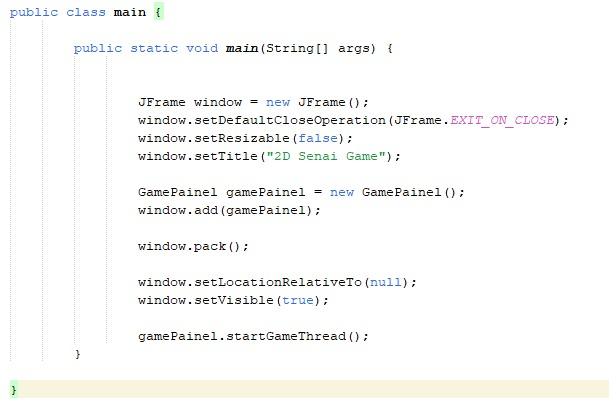 public class main {
public static void main(String[] args) {
JFrame window = new JFrame();
window.setDefaultCloseOperation(JFrame.EXIT_ON_CLOSE);
window.setResizable(false);
window.setTitle("2D Senai Game");
GamePainel gamePainel = new GamePainel();
window.add(gamePainel);
window.pack();
window.setLocationRelativeTo(null);
window.setVisible(true);
gamePainel.startGameThread();
}
}